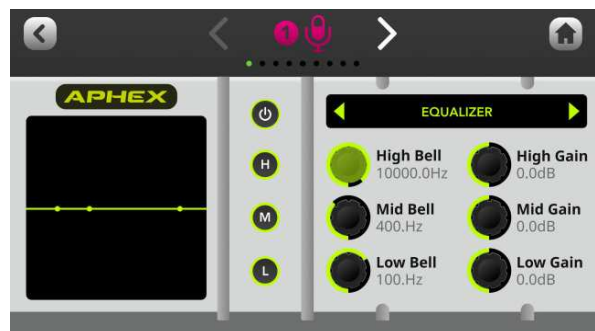 1
APHEX
EQUALIZER
H
M
L
High Bell
10000.0Hz
High Gain
0.0dB
Mid Bell
400.Hz
Mid Gain
0.0dB
Low Bell
100.Hz
Low Gain
0.0dB